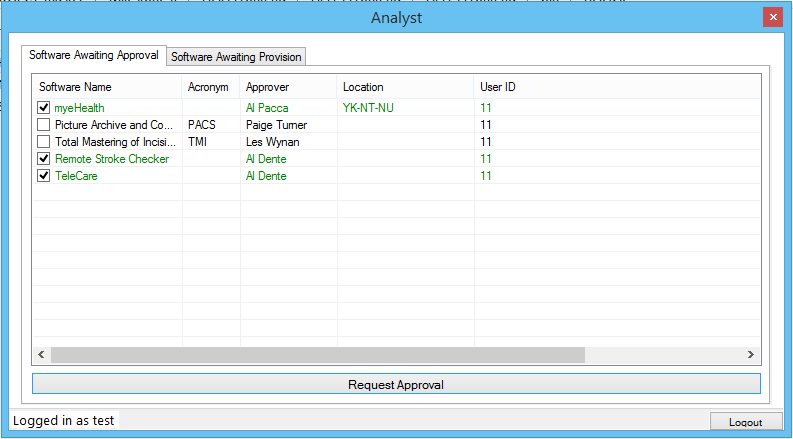 Analyst
Software Awaiting Approval Software Awaiting Provision
Software Name Acronym Approver Location User ID
myeHealth Al Pacca YK-NT-NU 11
Picture Archive and Co... PACS Paige Turner 11
Total Mastering of Incisi... TMI Les Wynan 11
Remote Stroke Checker Al Dente 11
TeleCare Al Dente 11
Request Approval
Logged in as test Logout